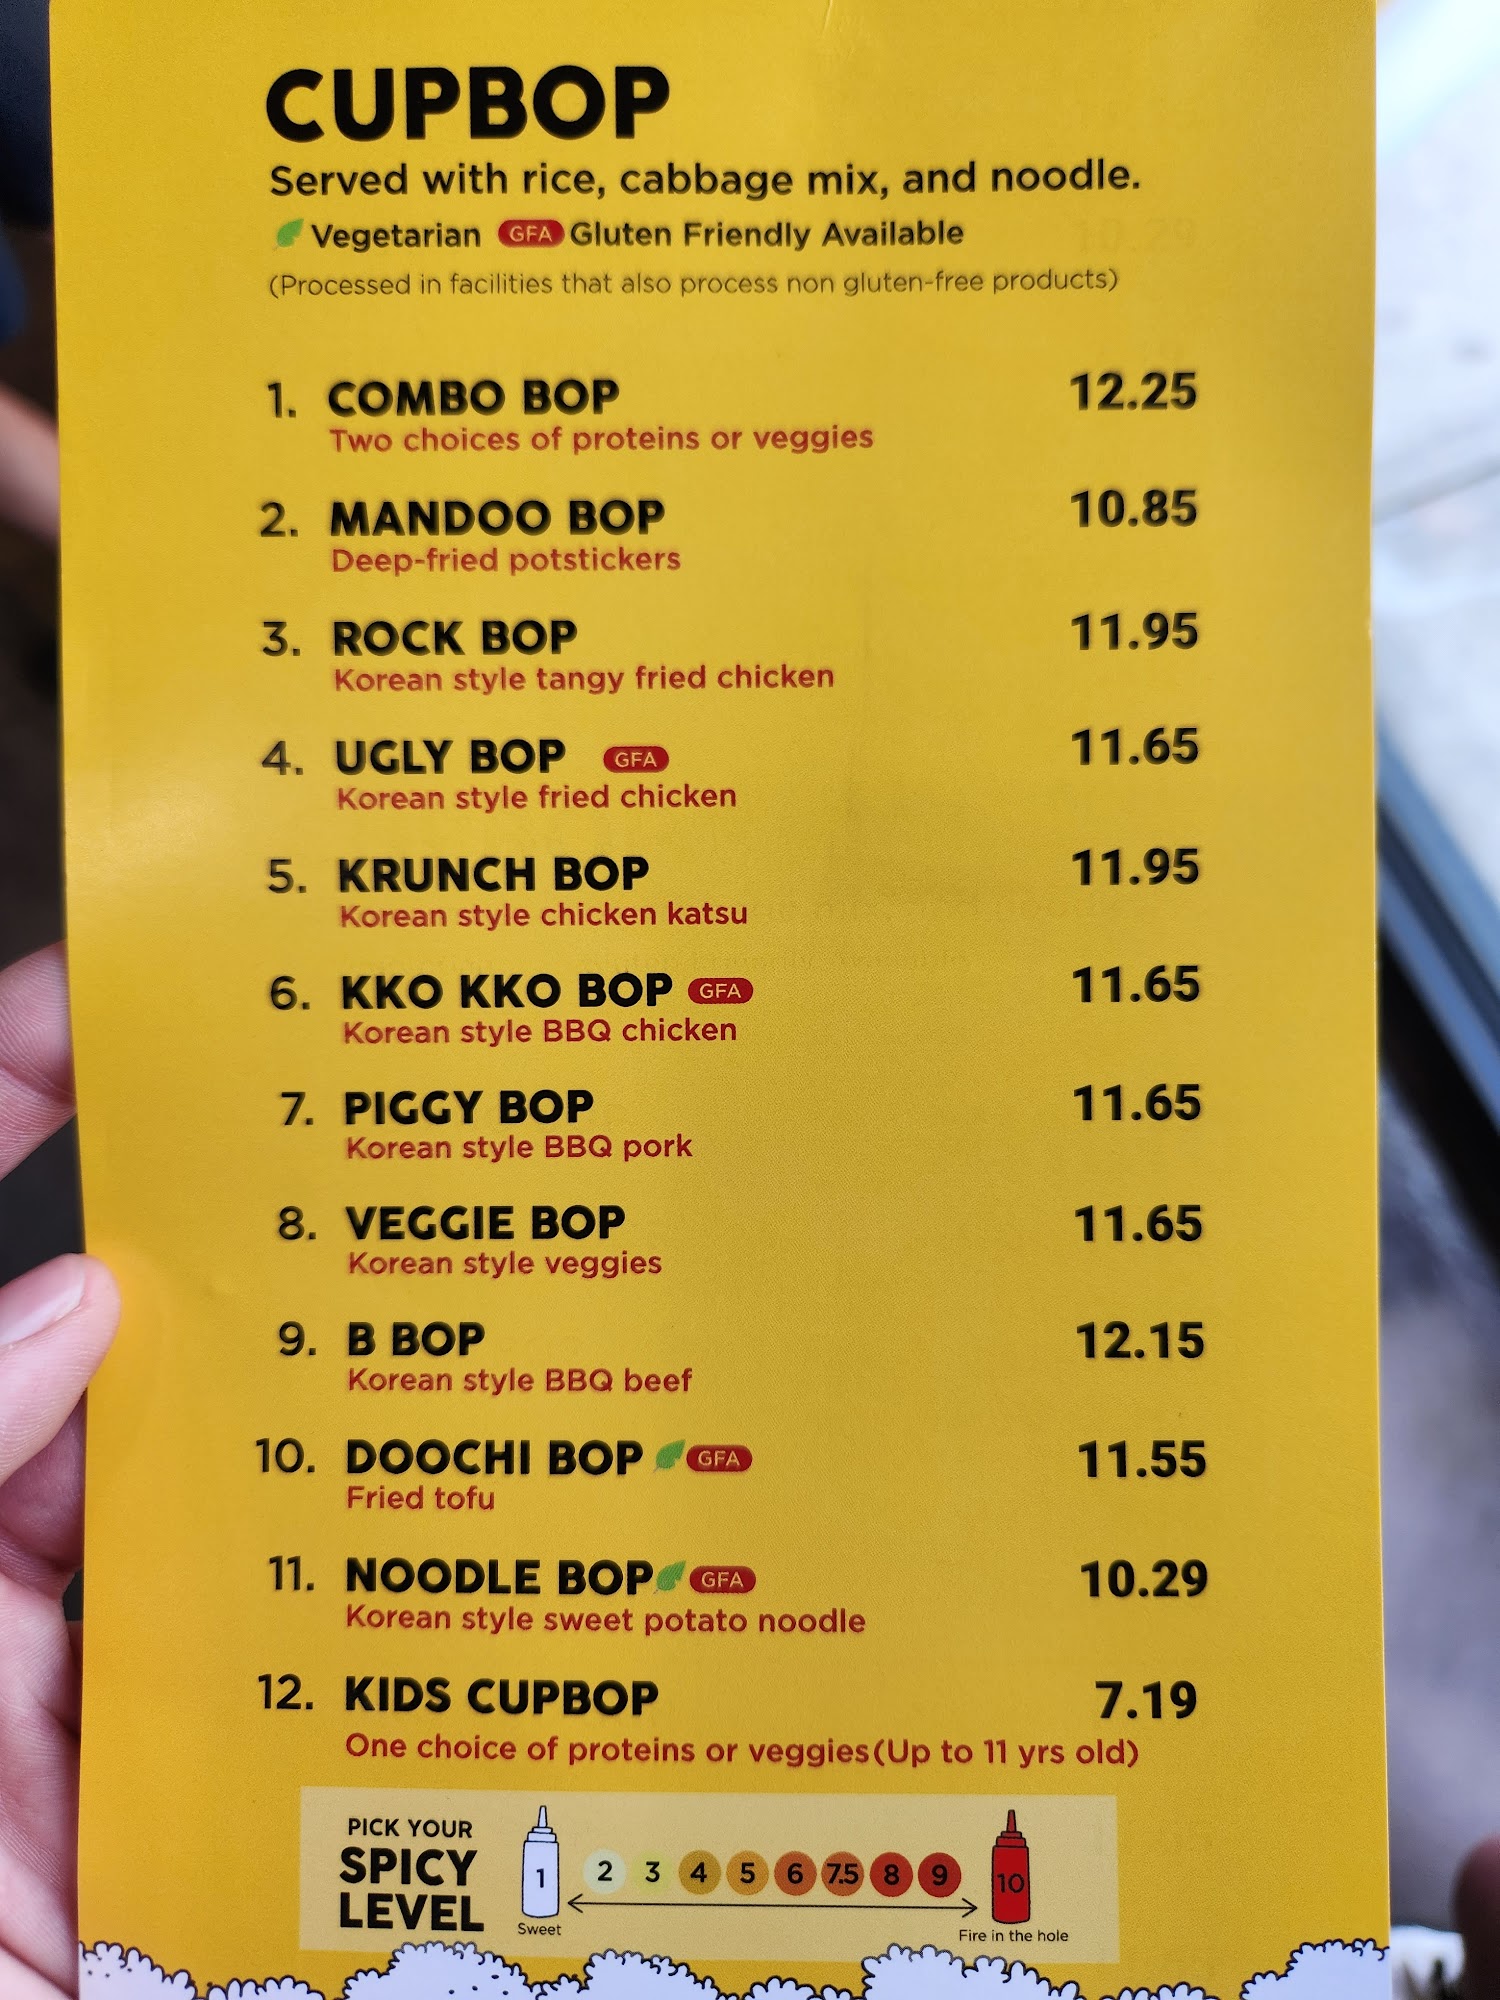 CUPBOP
Served with rice, cabbage mix, and noodle.
Vegetarian GFA Gluten Friendly Available
(Processed in facilities that also process non gluten-free products)
1. COMBO BOP 12.25
Two choices of proteins or veggies
2. MANDOO BOP 10.85
Deep-fried potstickers
3. ROCK BOP 11.95
Korean style tangy fried chicken
4. UGLY BOP GFA 11.65
Korean style fried chicken
5. KRUNCH BOP 11.95
Korean style chicken katsu
6. KKO KKO BOP GFA 11.65
Korean style BBQ chicken
7. PIGGY BOP 11.65
Korean style BBQ pork
8. VEGGIE BOP 11.65
Korean style veggies
9. B BOP 12.15
Korean style BBQ beef
10. DOOCHI BOP GFA 11.55
Fried tofu
11. NOODLE BOP GFA 10.29
Korean style sweet potato noodle
12. KIDS CUPBOP 7.19
One choice of proteins or veggies(Up to 11 yrs old)
PICK YOUR
SPICY
LEVEL
1 2 3 4 5 6 7.5 8 9 10
Sweet
Fire in the hole